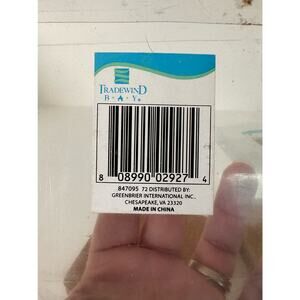 TRADEWIND
B•A•Y®
8 08990 02927 4
847095 72 DISTRIBUTED BY:
GREENBRIER INTERNATIONAL INC.,
CHESAPEAKE, VA 23320
MADE IN CHINA